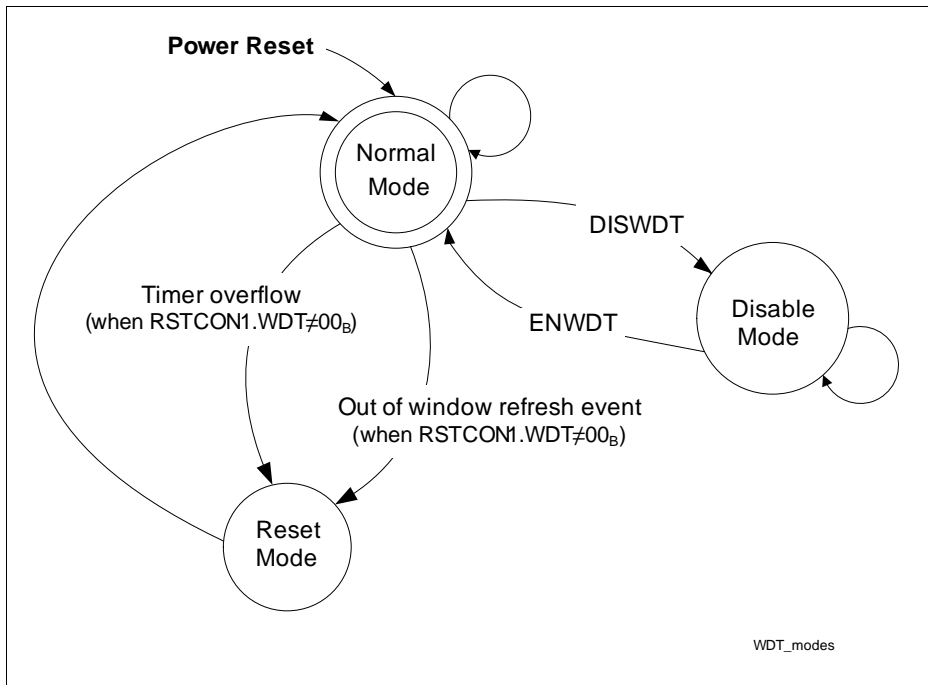 Power Reset
Normal
Mode
DISWDT
Timer overflow
(when RSTCON1.WDT≠00B)
ENWDT
Disable
Mode
Out of window refresh event
(when RSTCON1.WDT≠00B)
Reset
Mode
WDT_modes